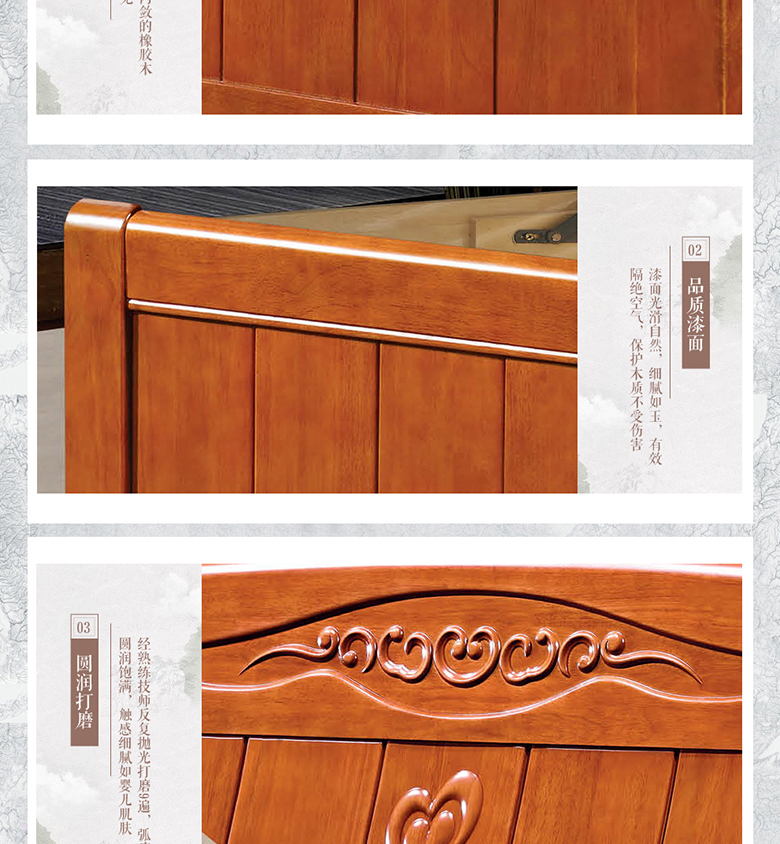 敛的橡胶木
02
品质漆面
漆面光滑自然，细腻如玉，有效
隔绝空气，保护木质不受伤害
03
圆润打磨
经熟练技师反复抛光打磨9遍，弧
圆润饱满，触感细腻如婴儿肌肤